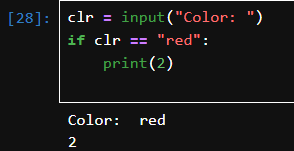 [28]: clr = input("Color: ")
if clr == "red":
    print(2)
Color:  red
2